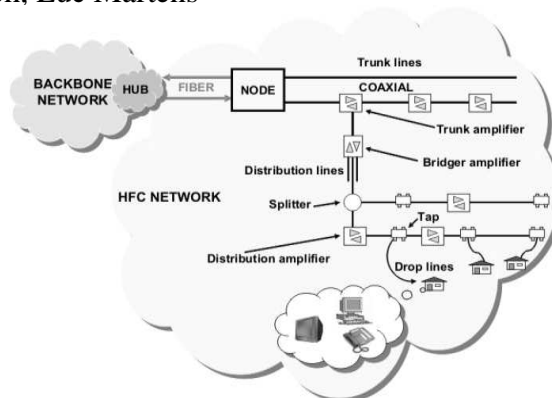 Luc Martens
Trunk lines
BACKBONE
NETWORK
HUB
FIBER
NODE
COAXIAL
Trunk amplifier
Bridger amplifier
Distribution lines
HFC NETWORK
Splitter
Tap
Distribution amplifier
Drop lines